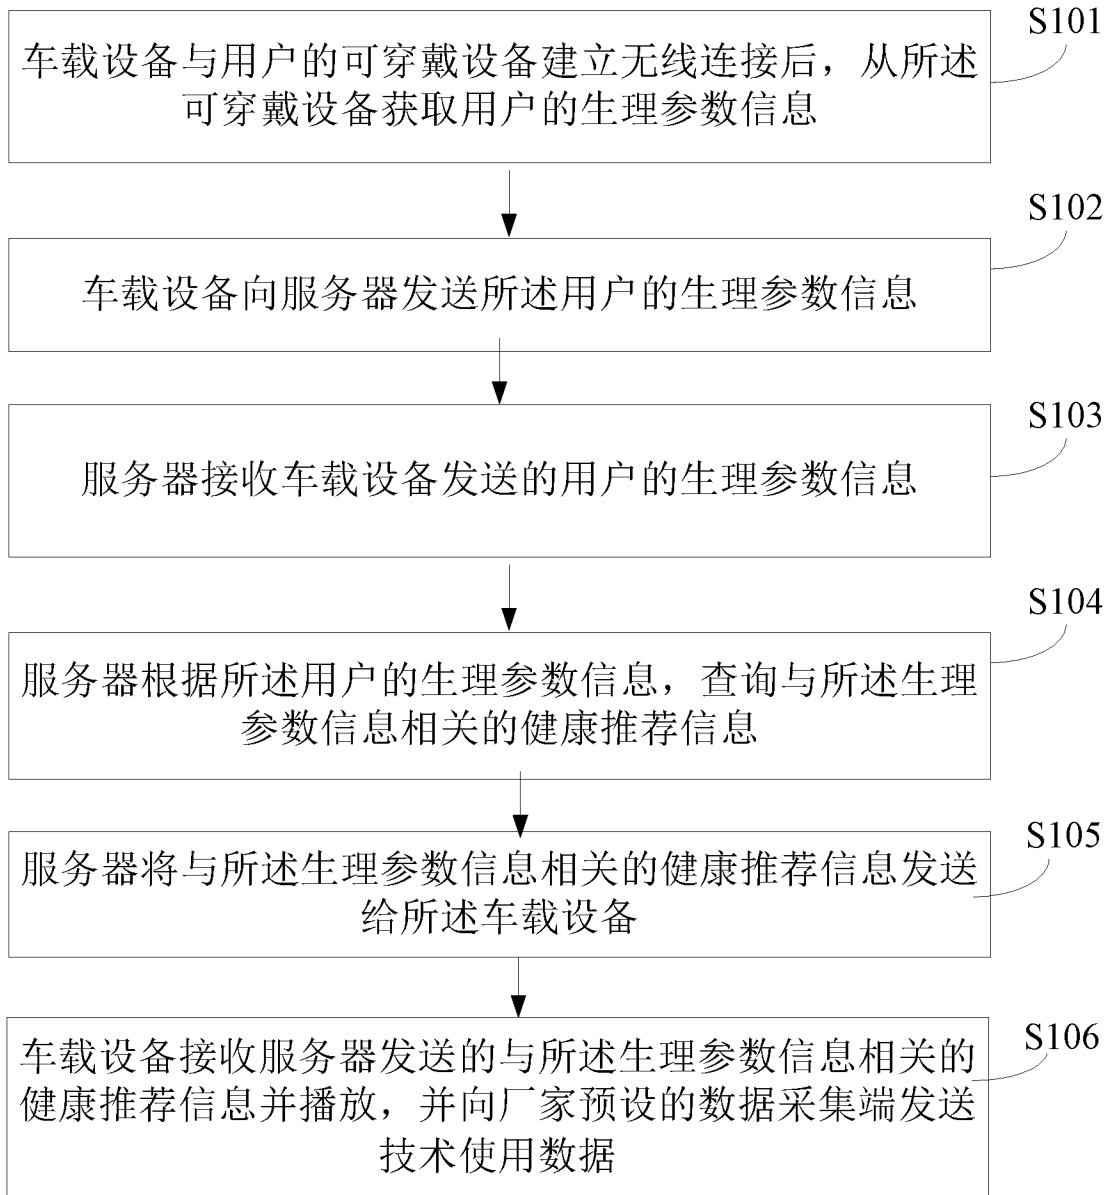 S101
车载设备与用户的可穿戴设备建立无线连接后，从所述
可穿戴设备获取用户的生理参数信息
S102
车载设备向服务器发送所述用户的生理参数信息
S103
服务器接收车载设备发送的用户的生理参数信息
S104
服务器根据所述用户的生理参数信息，查询与所述生理
参数信息相关的健康推荐信息
S105
服务器将与所述生理参数信息相关的健康推荐信息发送
给所述车载设备
S106
车载设备接收服务器发送的与所述生理参数信息相关的
健康推荐信息并播放，并向厂家预设的数据采集端发送
技术使用数据